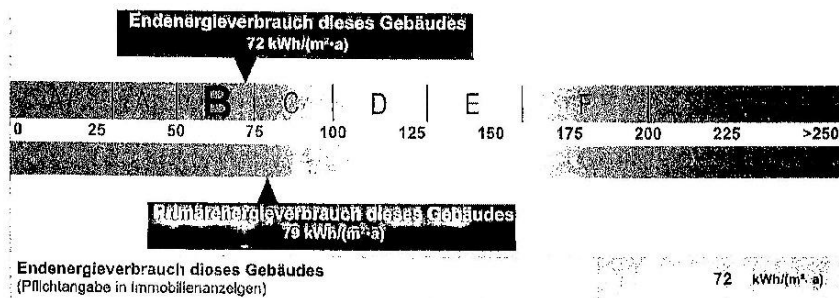 Endenergieverbrauch dieses Gebäudes
72 kWh/(m²·a)
A+ A B C D E F
0 25 50 75 100 125 150 175 200 225 >250
Primärenergieverbrauch dieses Gebäudes
79 kWh/(m²·a)
Endenergieverbrauch dieses Gebäudes
(Pflichtangabe in Immobilienanzeigen)
72 kWh/(m²·a)